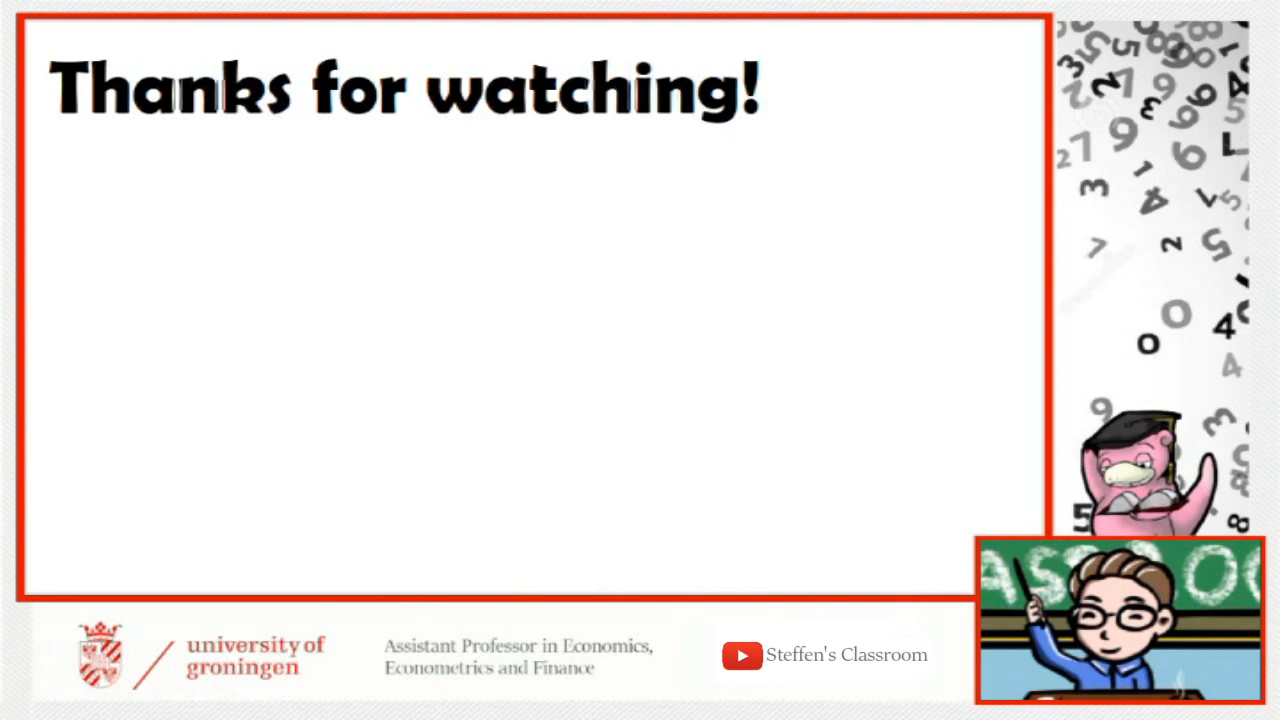 Thanks for watching!
university of
groningen
Assistant Professor in Economics,
Econometrics and Finance
Steffen's Classroom